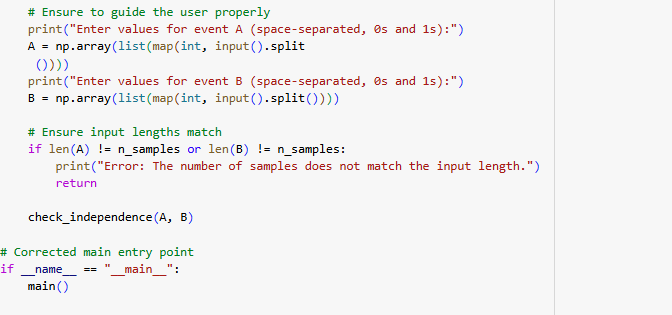 # Ensure to guide the user properly
print("Enter values for event A (space-separated, 0s and 1s):")
A = np.array(list(map(int, input().split
())))
print("Enter values for event B (space-separated, 0s and 1s):")
B = np.array(list(map(int, input().split())))
# Ensure input lengths match
if len(A) != n_samples or len(B) != n_samples:
print("Error: The number of samples does not match the input length.")
return
check_independence(A, B)
# Corrected main entry point
if __name__ == "__main__":
main()